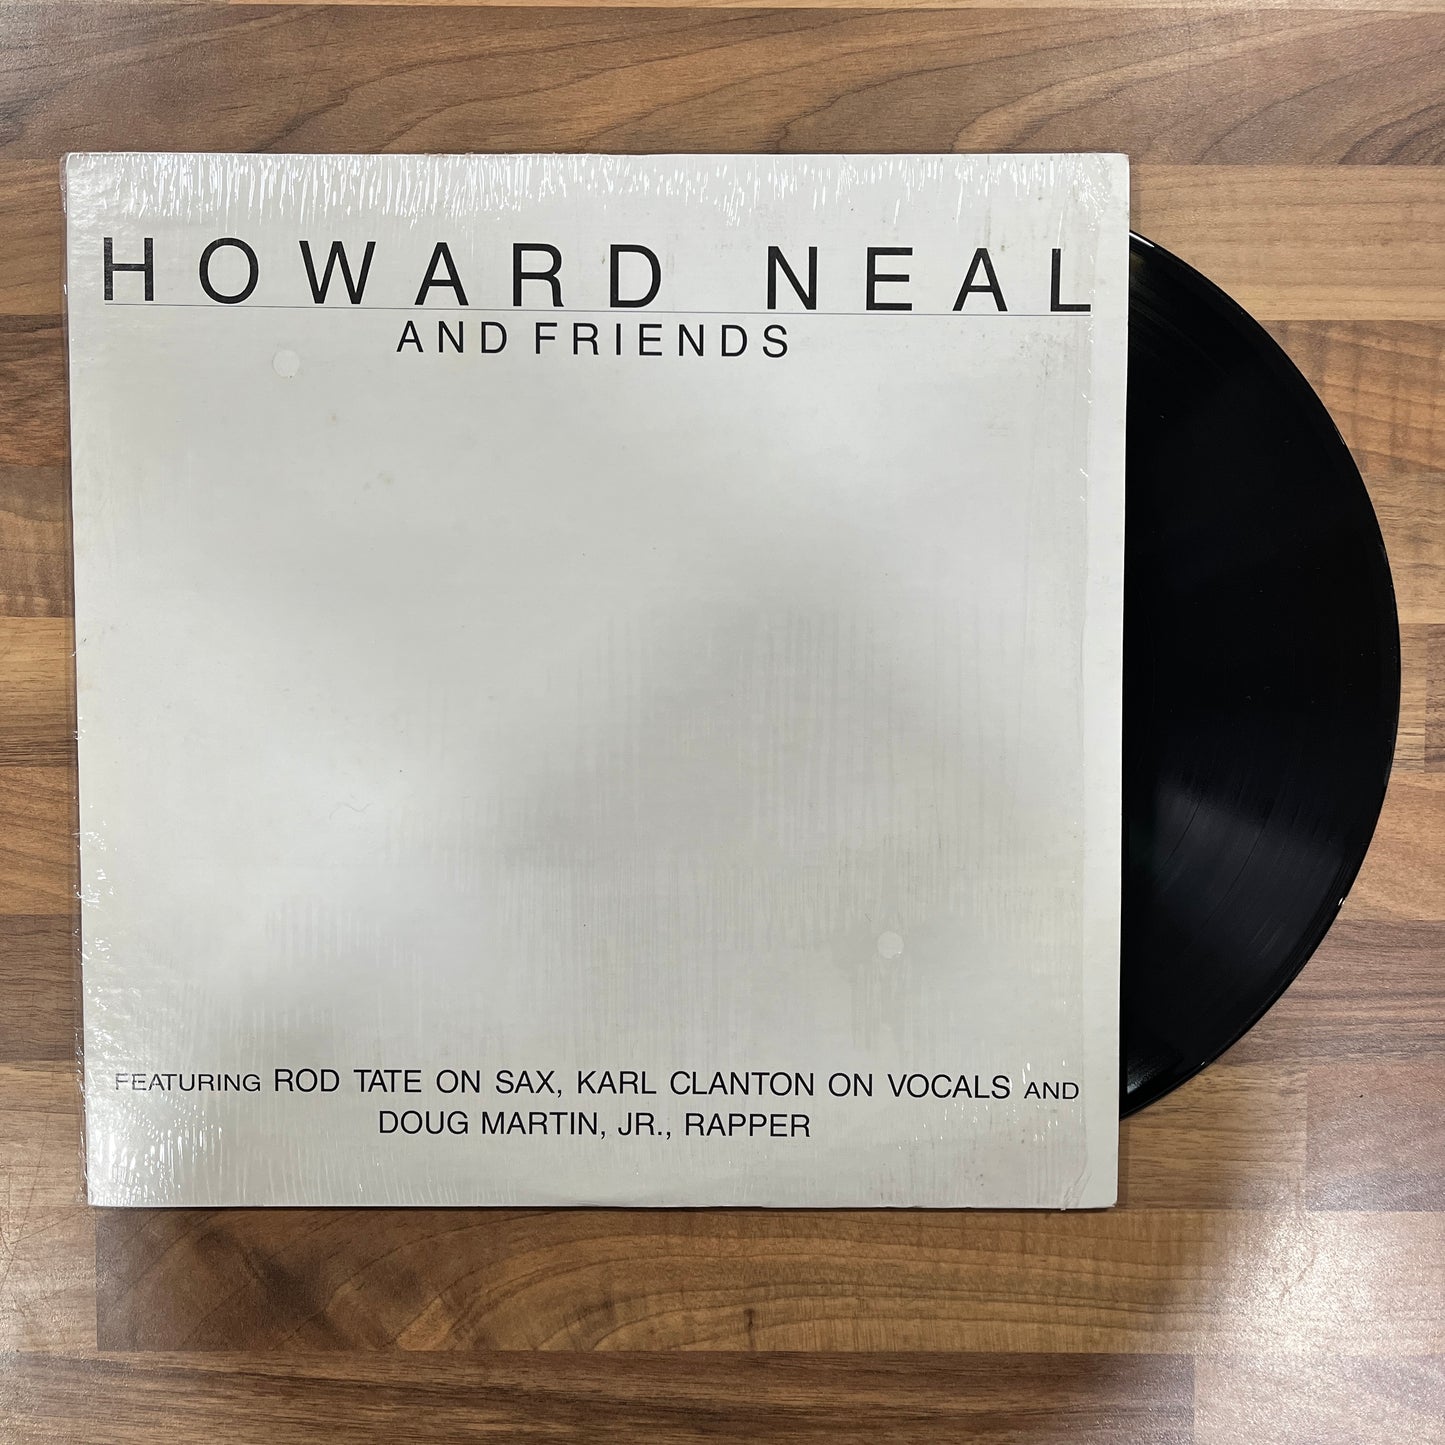 HOWARD NEAL
AND FRIENDS
FEATURING ROD TATE ON SAX, KARL CLANTON ON VOCALS AND
DOUG MARTIN, JR., RAPPER